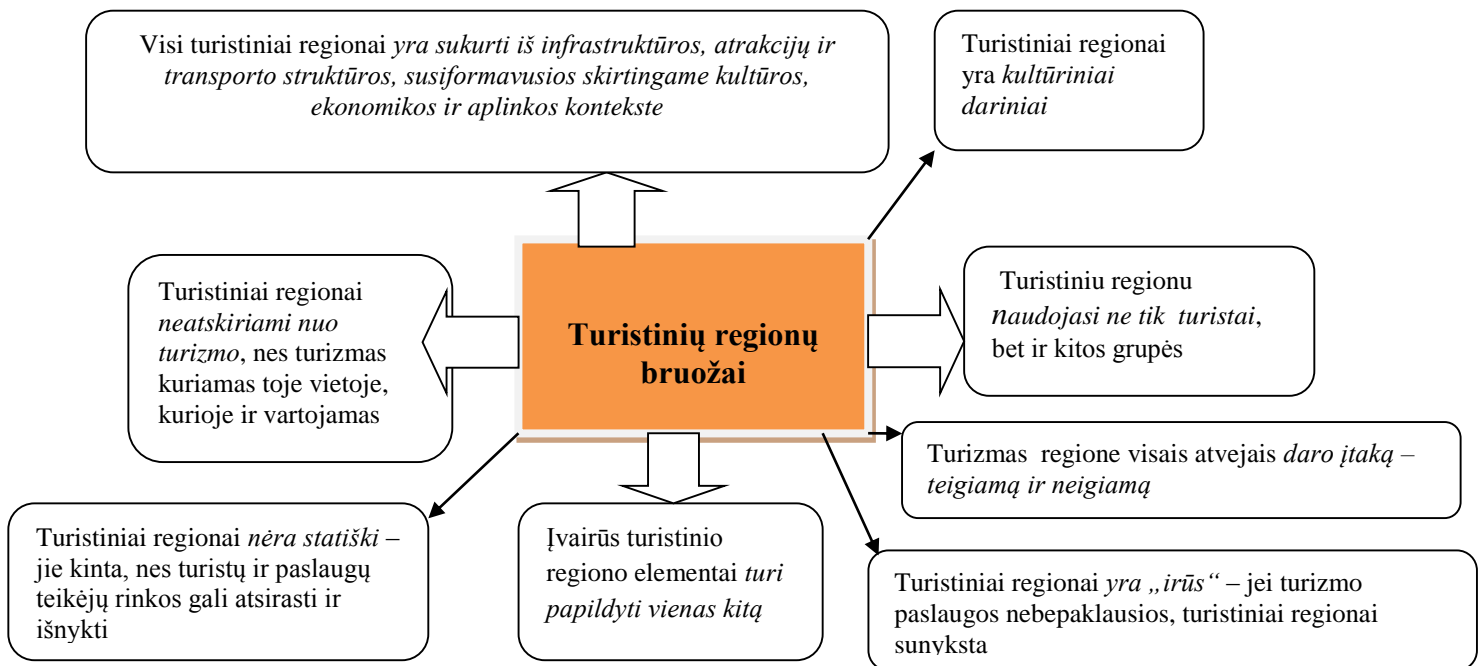 Visi turistiniai regionai yra sukurti iš infrastruktūros, atrakcijų ir
transporto struktūros, susiformavusios skirtingame kultūros,
ekonomikos ir aplinkos kontekste
Turistiniai regionai
yra kultūriniai
dariniai
Turistiniai regionai
neatskiriami nuo
turizmo, nes turizmas
kuriamas toje vietoje,
kurioje ir vartojamas
Turistinių regionų
bruožai
Turistiniu regionu
naudojasi ne tik turistai,
bet ir kitos grupės
Turizmas regione visais atvejais daro įtaką –
teigiamą ir neigiamą
Turistiniai regionai nėra statiški –
jie kinta, nes turistų ir paslaugų
teikėjų rinkos gali atsirasti ir
išnykti
Įvairūs turistinio
regiono elementai turi
papildyti vienas kitą
Turistiniai regionai yra „irūs“ – jei turizmo
paslaugos nebepaklausios, turistiniai regionai
sunyksta